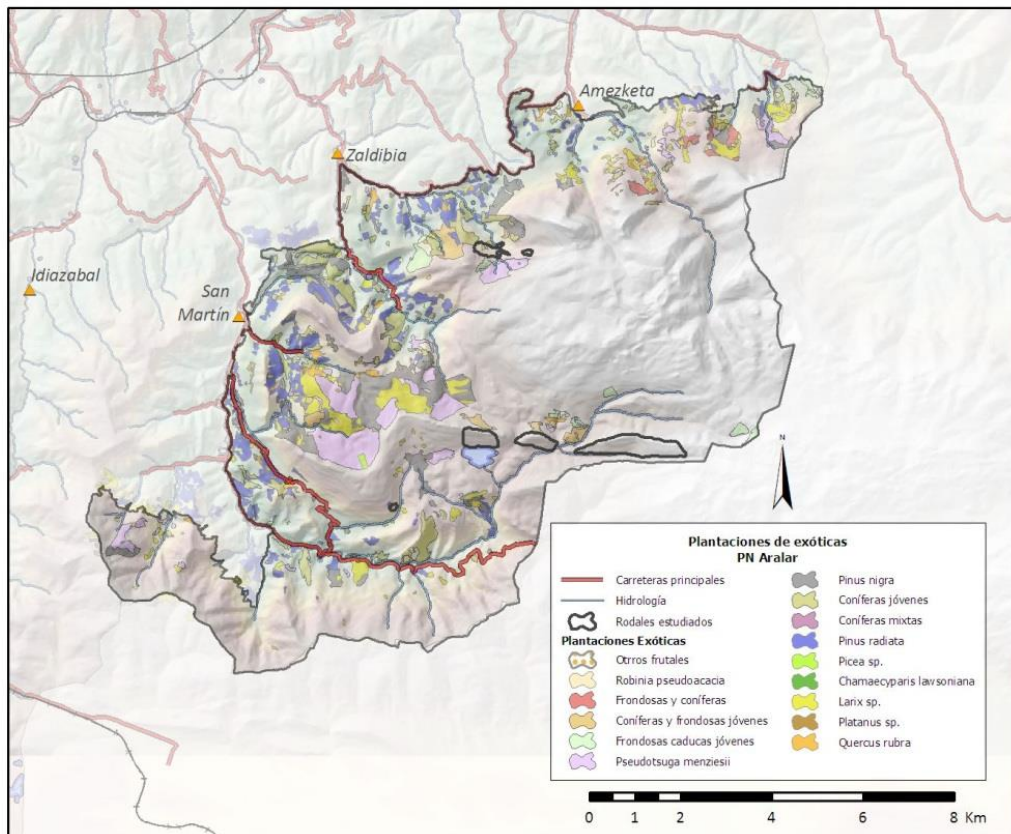 Amezketa
Zaldibia
Idiazabal
San
Martín
N
Plantaciones de exóticas
PN Aralar
Carreteras principales
Hidrología
Rodales estudiados
Plantaciones Exóticas
Otrros frutales
Robinia pseudoacacia
Frondosas y coníferas
Coníferas y frondosas jóvenes
Frondosas caducas jóvenes
Pseudotsuga menziesii
Pinus nigra
Coníferas jóvenes
Coníferas mixtas
Pinus radiata
Picea sp.
Chamaecyparis lawsoniana
Larix sp.
Platanus sp.
Quercus rubra
0 1 2 4 6 8 Km